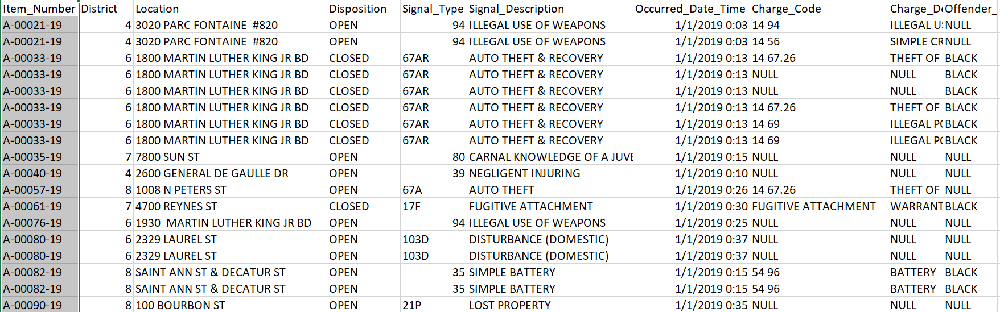 Item_Number District Location Disposition Signal_Type Signal_Description Occurred_Date_Time Charge_Code Charge_De Offender_
A-00021-19 4 3020 PARC FONTAINE  #820 OPEN 94 ILLEGAL USE OF WEAPONS 1/1/2019 0:03 14 94 ILLEGAL U NULL
A-00021-19 4 3020 PARC FONTAINE  #820 OPEN 94 ILLEGAL USE OF WEAPONS 1/1/2019 0:03 14 56 SIMPLE CR NULL
A-00033-19 6 1800 MARTIN LUTHER KING JR BD CLOSED 67AR AUTO THEFT & RECOVERY 1/1/2019 0:13 14 67.26 THEFT OF BLACK
A-00033-19 6 1800 MARTIN LUTHER KING JR BD CLOSED 67AR AUTO THEFT & RECOVERY 1/1/2019 0:13 NULL NULL BLACK
A-00033-19 6 1800 MARTIN LUTHER KING JR BD CLOSED 67AR AUTO THEFT & RECOVERY 1/1/2019 0:13 NULL NULL BLACK
A-00033-19 6 1800 MARTIN LUTHER KING JR BD CLOSED 67AR AUTO THEFT & RECOVERY 1/1/2019 0:13 14 67.26 THEFT OF BLACK
A-00033-19 6 1800 MARTIN LUTHER KING JR BD CLOSED 67AR AUTO THEFT & RECOVERY 1/1/2019 0:13 14 69 ILLEGAL PO BLACK
A-00033-19 6 1800 MARTIN LUTHER KING JR BD CLOSED 67AR AUTO THEFT & RECOVERY 1/1/2019 0:13 14 69 ILLEGAL PO BLACK
A-00035-19 7 7800 SUN ST OPEN 80 CARNAL KNOWLEDGE OF A JUVE 1/1/2019 0:15 NULL NULL NULL
A-00040-19 4 2600 GENERAL DE GAULLE DR OPEN 39 NEGLIGENT INJURING 1/1/2019 0:10 NULL NULL NULL
A-00057-19 8 1008 N PETERS ST OPEN 67A AUTO THEFT 1/1/2019 0:26 14 67.26 THEFT OF NULL
A-00061-19 7 4700 REYNES ST CLOSED 17F FUGITIVE ATTACHMENT 1/1/2019 0:30 FUGITIVE ATTACHMENT WARRANT BLACK
A-00076-19 6 1930  MARTIN LUTHER KING JR BD OPEN 94 ILLEGAL USE OF WEAPONS 1/1/2019 0:25 NULL NULL NULL
A-00080-19 6 2329 LAUREL ST OPEN 103D DISTURBANCE (DOMESTIC) 1/1/2019 0:37 NULL NULL NULL
A-00080-19 6 2329 LAUREL ST OPEN 103D DISTURBANCE (DOMESTIC) 1/1/2019 0:37 NULL NULL NULL
A-00082-19 8 SAINT ANN ST & DECATUR ST OPEN 35 SIMPLE BATTERY 1/1/2019 0:15 54 96 BATTERY BLACK
A-00082-19 8 SAINT ANN ST & DECATUR ST OPEN 35 SIMPLE BATTERY 1/1/2019 0:15 54 96 BATTERY BLACK
A-00090-19 8 100 BOURBON ST OPEN 21P LOST PROPERTY 1/1/2019 0:35 NULL NULL NULL